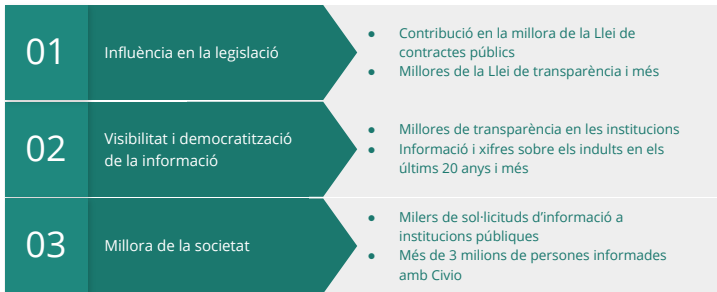 01
Influència en la legislació
● Contribució en la millora de la Llei de
contractes públics
● Millores de la Llei de transparència i més
02
Visibilitat i democratització
de la informació
● Millores de transparència en les institucions
● Informació i xifres sobre els indults en els
últims 20 anys i més
03
Millora de la societat
● Milers de sol·licituds d’informació a
institucions públiques
● Més de 3 milions de persones informades
amb Civio